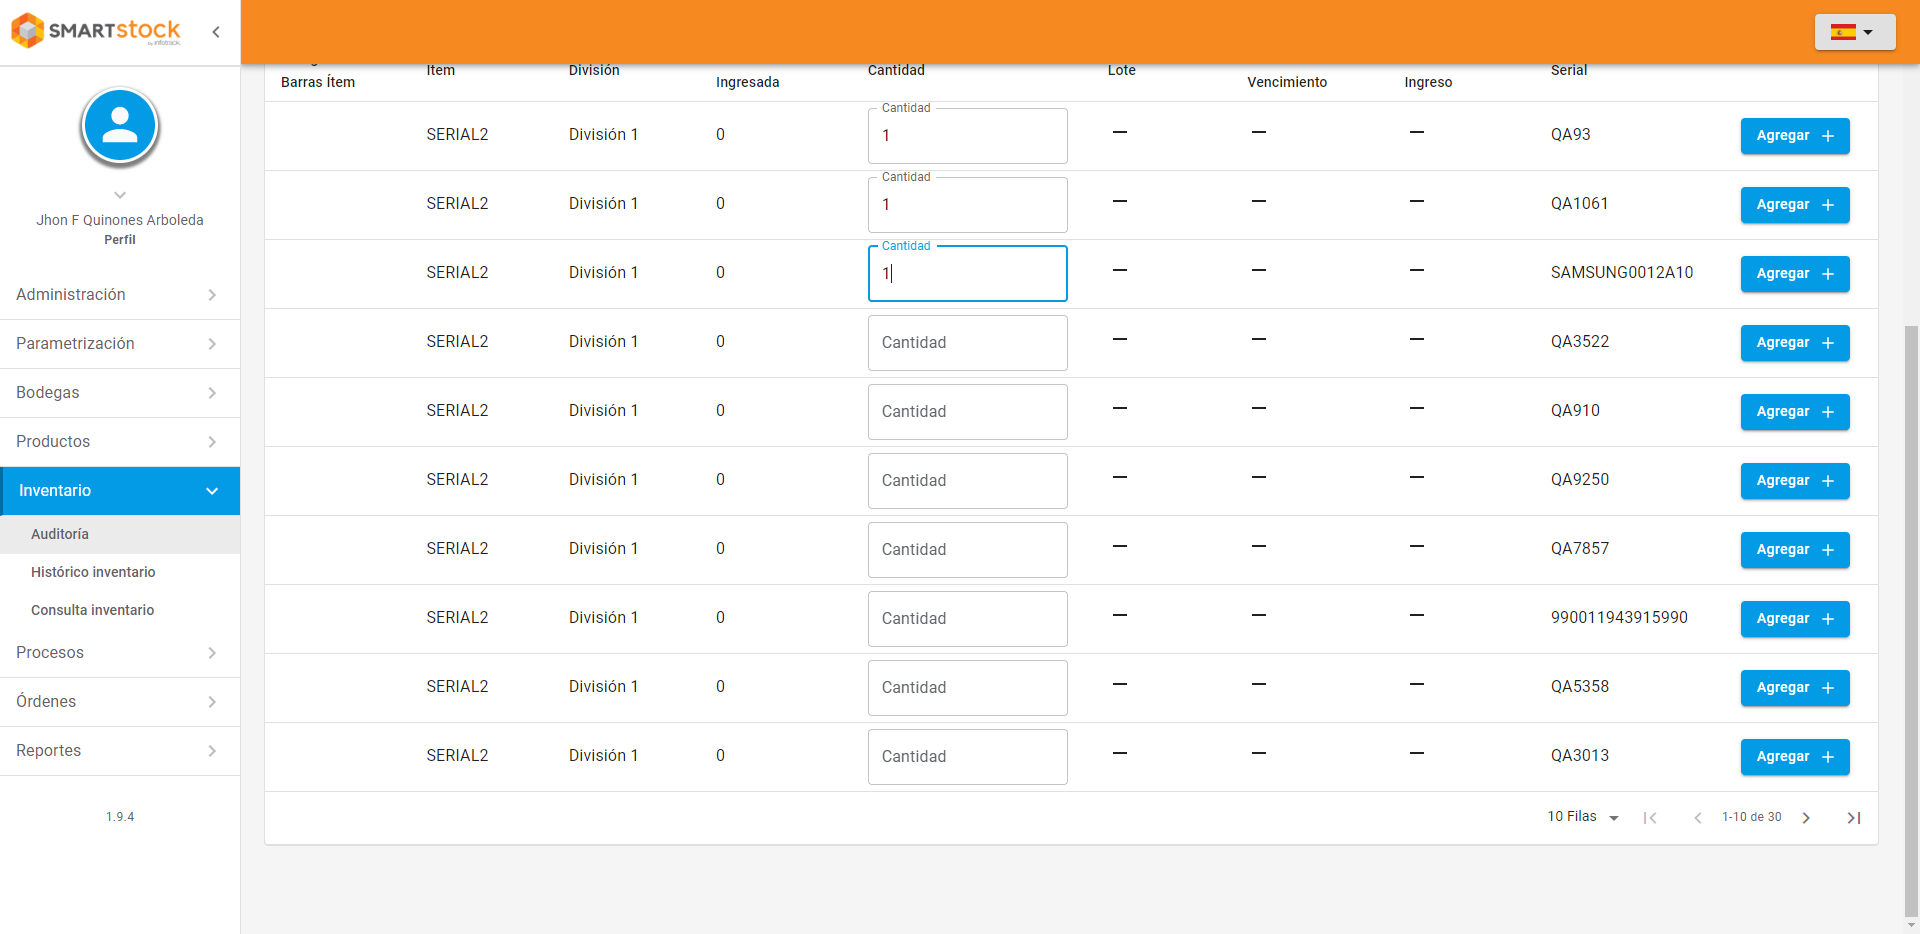 SMARTstock
by infotrack
Jhon F Quinones Arboleda
Perfil
Administración
Parametrización
Bodegas
Productos
Inventario
Auditoría
Histórico inventario
Consulta inventario
Procesos
Órdenes
Reportes
1.9.4
Barras Ítem Item División Ingresada Cantidad Lote Vencimiento Ingreso Serial
Cantidad
SERIAL2 División 1 0 1 — — — QA93 Agregar +
Cantidad
SERIAL2 División 1 0 1 — — — QA1061 Agregar +
Cantidad
SERIAL2 División 1 0 1 — — — SAMSUNG0012A10 Agregar +
SERIAL2 División 1 0 Cantidad — — — QA3522 Agregar +
SERIAL2 División 1 0 Cantidad — — — QA910 Agregar +
SERIAL2 División 1 0 Cantidad — — — QA9250 Agregar +
SERIAL2 División 1 0 Cantidad — — — QA7857 Agregar +
SERIAL2 División 1 0 Cantidad — — — 990011943915990 Agregar +
SERIAL2 División 1 0 Cantidad — — — QA5358 Agregar +
SERIAL2 División 1 0 Cantidad — — — QA3013 Agregar +
10 Filas 1-10 de 30